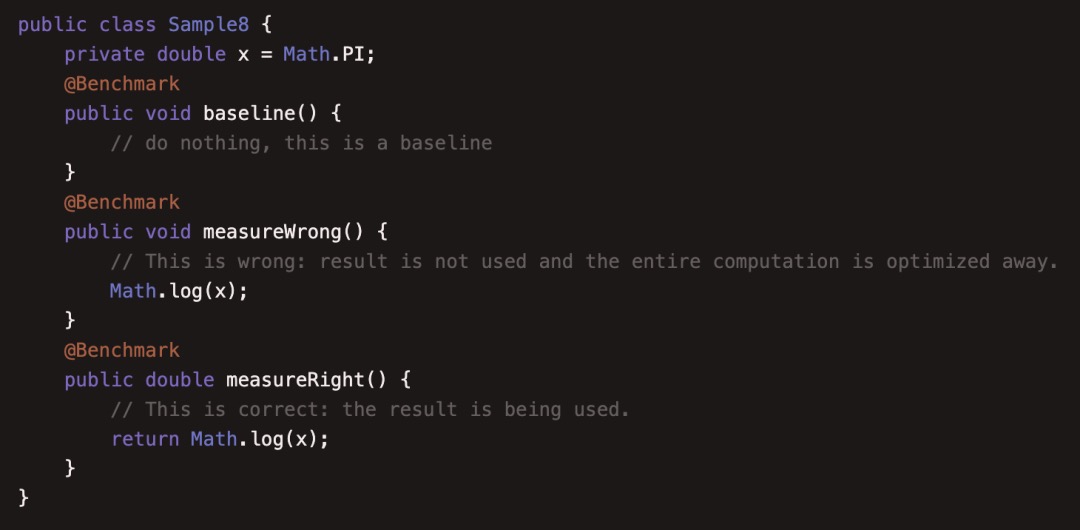 public class Sample8 {
    private double x = Math.PI;
    @Benchmark
    public void baseline() {
        // do nothing, this is a baseline
    }
    @Benchmark
    public void measureWrong() {
        // This is wrong: result is not used and the entire computation is optimized away.
        Math.log(x);
    }
    @Benchmark
    public double measureRight() {
        // This is correct: the result is being used.
        return Math.log(x);
    }
}